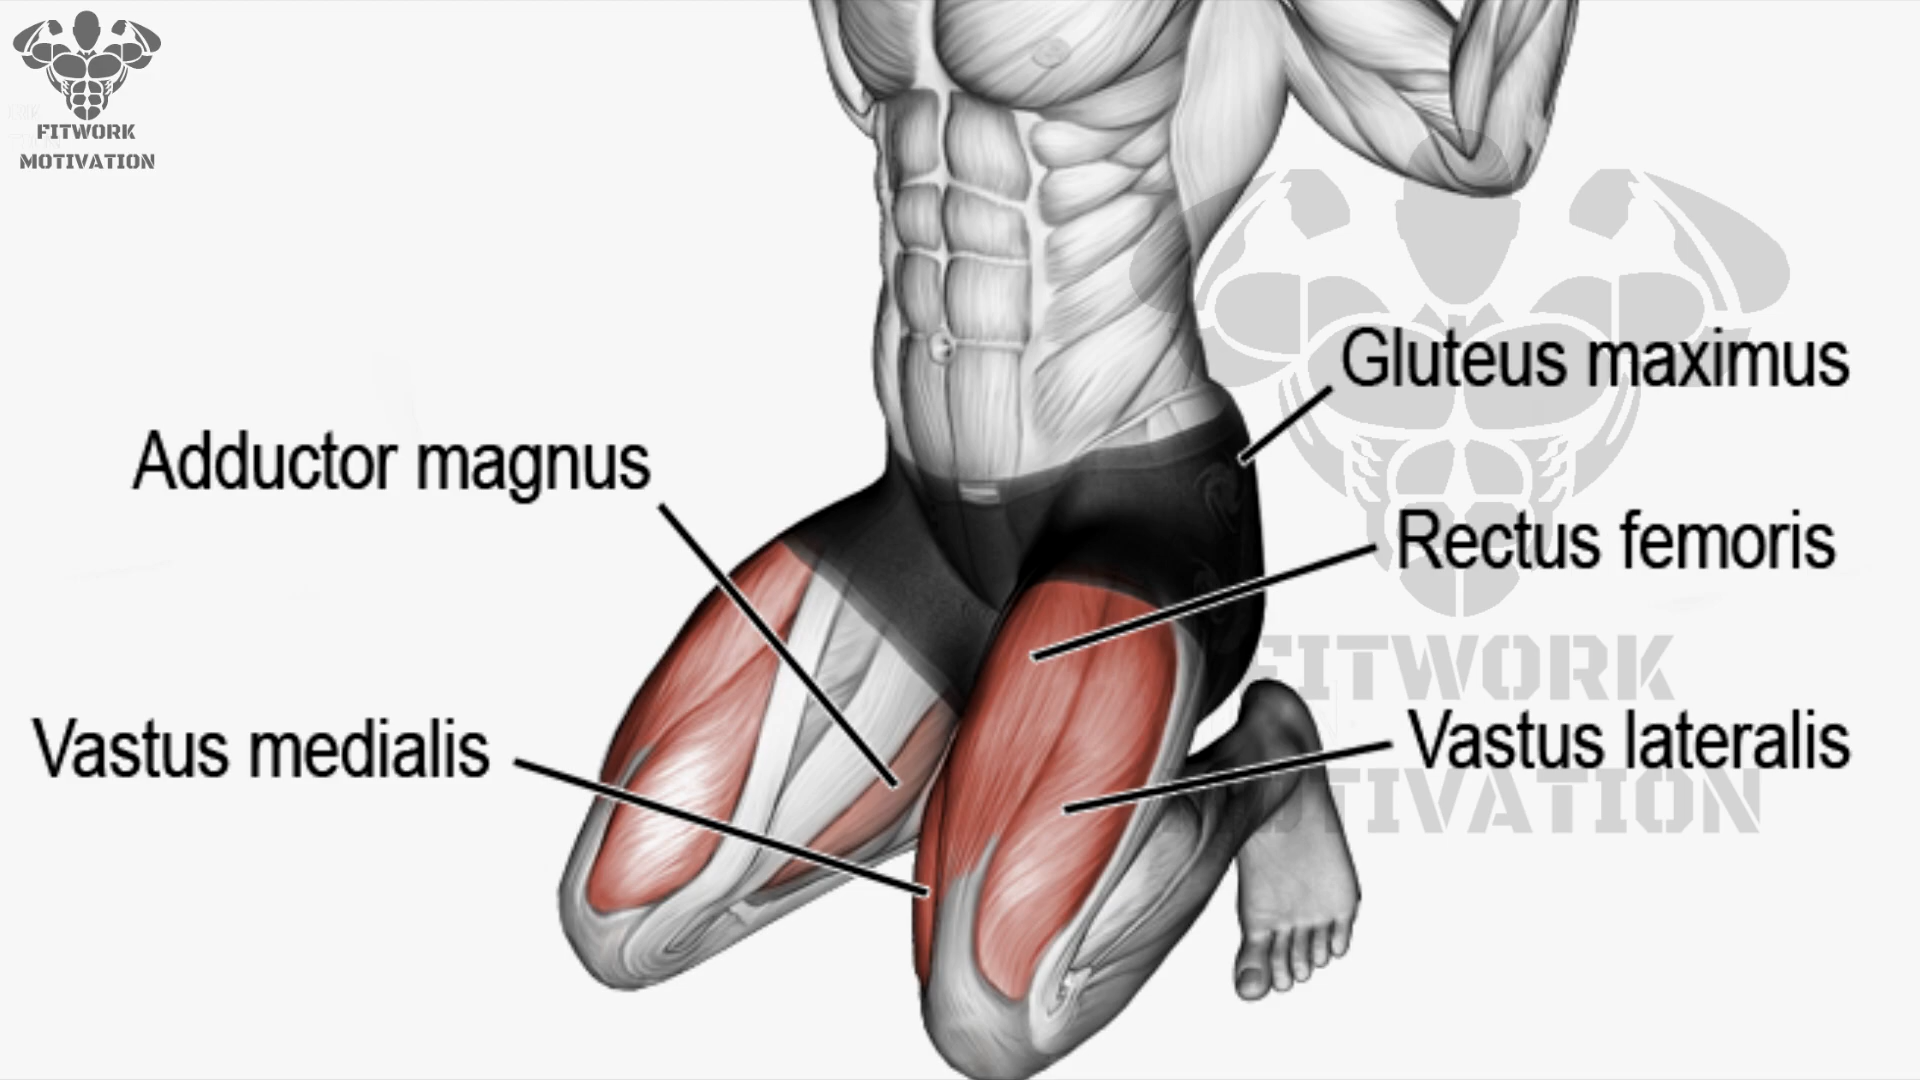 FITWORK
MOTIVATION
Gluteus maximus
Adductor magnus
Rectus femoris
FITWORK
Vastus medialis
Vastus lateralis
MOTIVATION